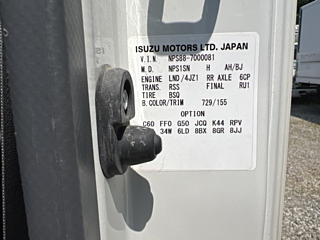 ISUZU MOTORS LTD. JAPAN
V.I.N. NPS88-7000081
M.D. NPS1SN H AH/BJ
ENGINE LND/4JZ1 RR AXLE 6CP
TRANS. RSS FINAL RU1
TIRE BSQ
B.COLOR/TRIM 729/155
OPTION
C60 FF0 G50 JCQ K44 RPV
34W 6LD 8BX 8GR 8JJ